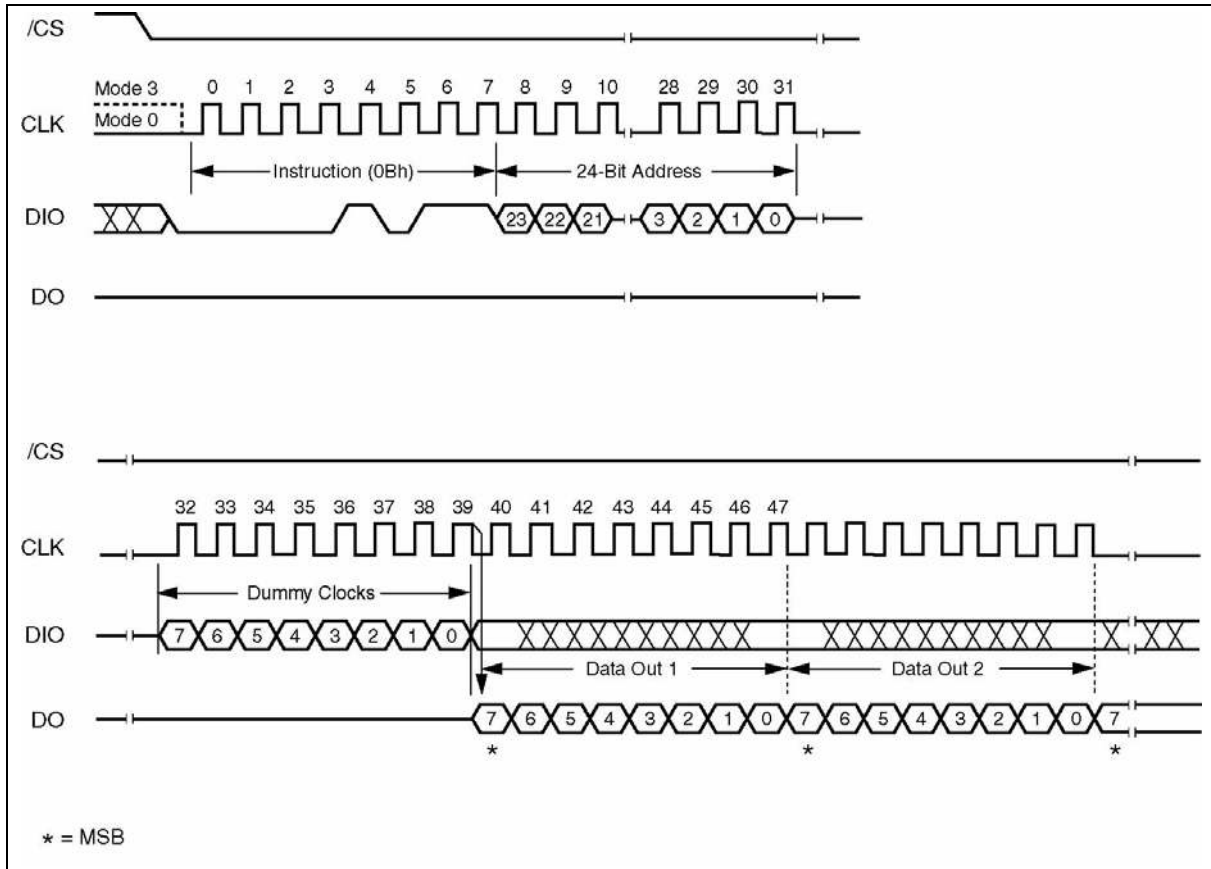 /CS
Mode 3 0 1 2 3 4 5 6 7 8 9 10 28 29 30 31
CLK Mode 0
Instruction (0Bh) 24-Bit Address
DIO 23 22 21 3 2 1 0
DO
/CS
32 33 34 35 36 37 38 39 40 41 42 43 44 45 46 47
CLK
Dummy Clocks
DIO 7 6 5 4 3 2 1 0
Data Out 1 Data Out 2
DO 7 6 5 4 3 2 1 0 7 6 5 4 3 2 1 0 7
* * *
* = MSB